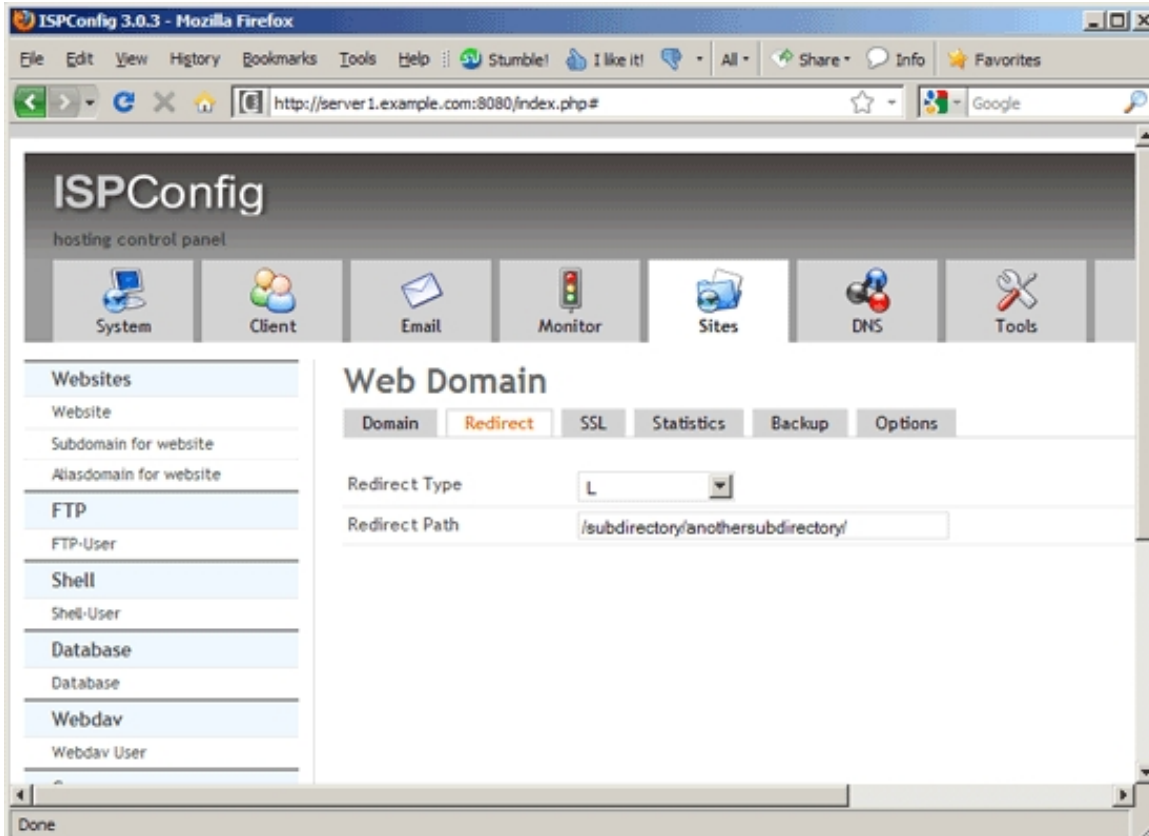 ISPConfig 3.0.3 - Mozilla Firefox
File Edit View History Bookmarks Tools Help Stumble! I like it! All Share Info Favorites
http://server1.example.com:8080/index.php# Google
ISPConfig
hosting control panel
System Client Email Monitor Sites DNS Tools
Websites
Website
Subdomain for website
Aliasdomain for website
FTP
FTP-User
Shell
Shell-User
Database
Database
Webdav
Webdav User
Web Domain
Domain Redirect SSL Statistics Backup Options
Redirect Type L
Redirect Path /subdirectory/anothersubdirectory/
Done